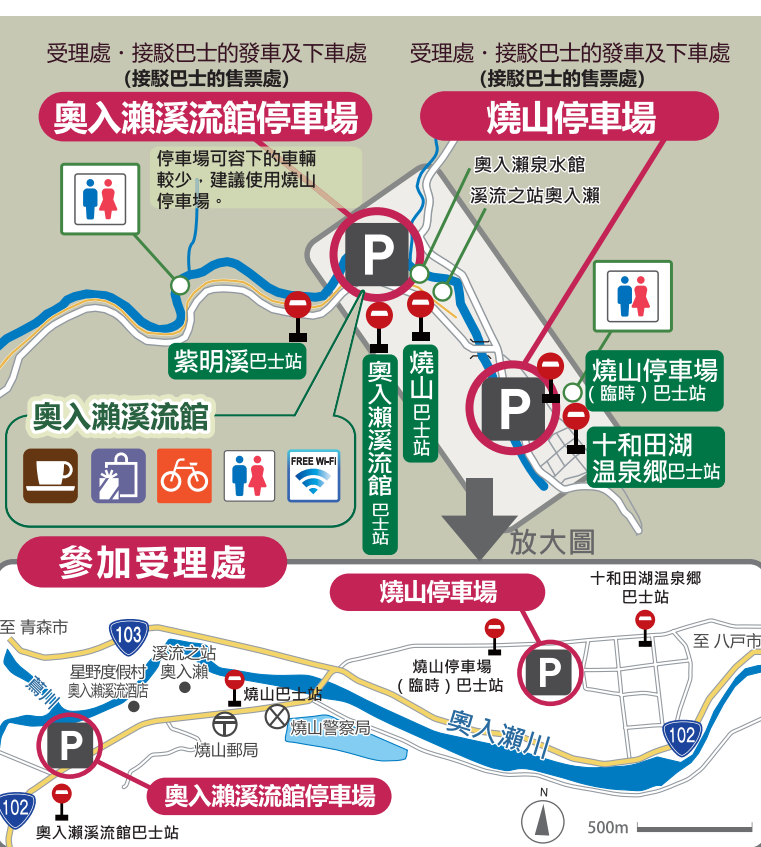 受理處・接駁巴士的發車及下車處
(接駁巴士的售票處)
奧入瀨溪流館停車場
受理處・接駁巴士的發車及下車處
(接駁巴士的售票處)
燒山停車場
停車場可容下的車輛
較少，建議使用燒山
停車場。
奧入瀨泉水館
溪流之站奧入瀨
P
紫明溪巴士站
燒山巴士站
奧入瀨溪流館巴士站
P
燒山停車場
（臨時）巴士站
十和田湖
温泉鄉巴士站
奧入瀨溪流館
FREE Wi-Fi
放大圖
參加受理處
燒山停車場
十和田湖温泉鄉
巴士站
至 青森市
103
溪流之站
奧入瀨
星野度假村
奧入瀨溪流酒店
燒山巴士站
燒山停車場
（臨時）巴士站
P
至 八戶市
燒山郵局
燒山警察局
奧入瀨川
102
P
奧入瀨溪流館停車場
102
奧入瀨溪流館巴士站
N
500m